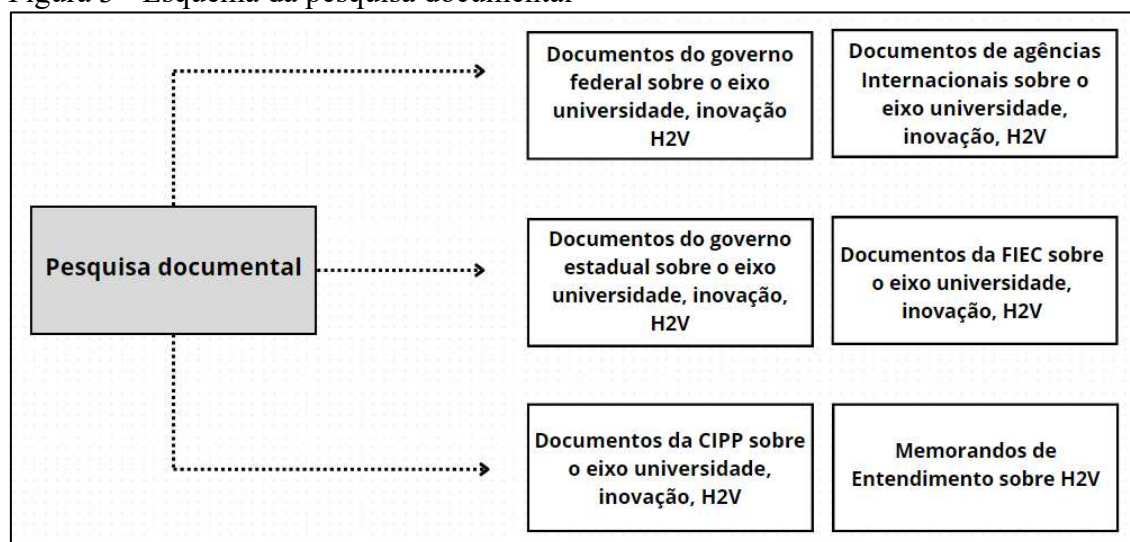 Figura - Esquema da pesquisa documental
Documentos do governo
federal sobre o eixo
universidade, inovação
H2V
Documentos de agências
Internacionais sobre o
eixo universidade,
inovação, H2V
Pesquisa documental
Documentos do governo
estadual sobre o eixo
universidade, inovação,
H2V
Documentos da FIEC sobre
o eixo universidade,
inovação, H2V
Documentos da CIPP sobre
o eixo universidade,
inovação, H2V
Memorandos de
Entendimento sobre H2V